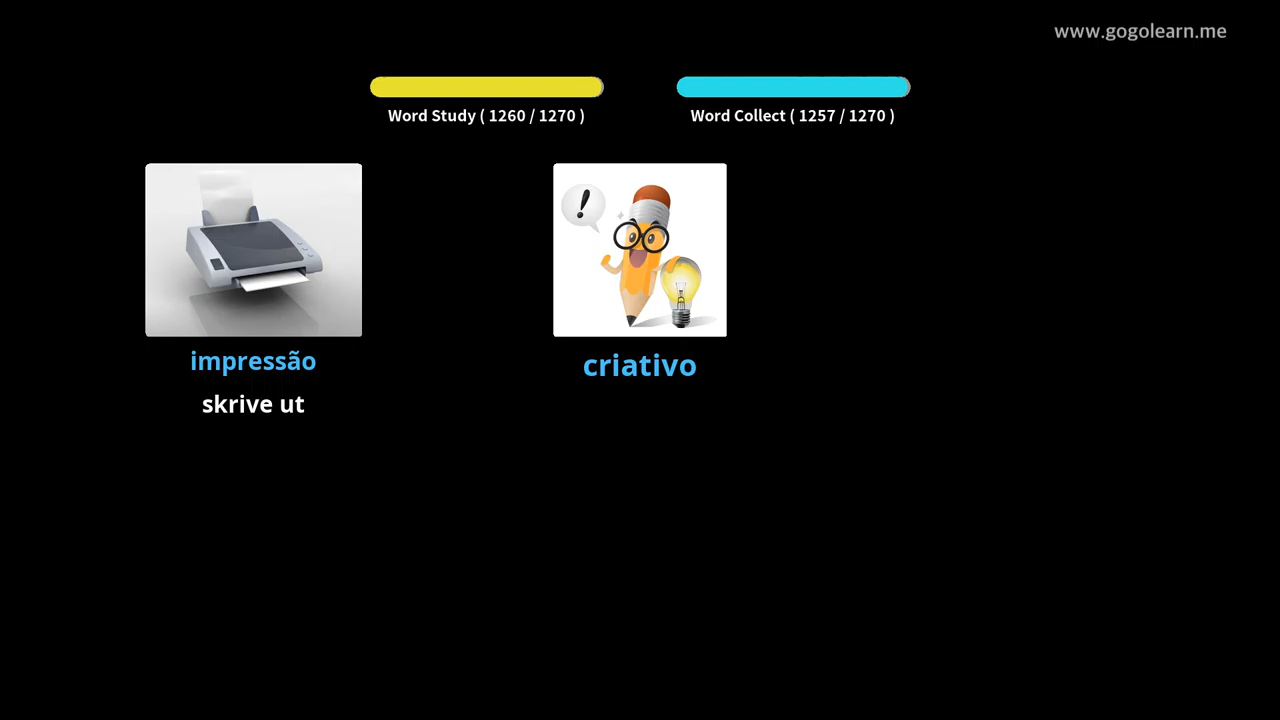 www.gogolearn.me
Word Study ( 1260 / 1270 )
Word Collect ( 1257 / 1270 )
!
impressão
criativo
skrive ut